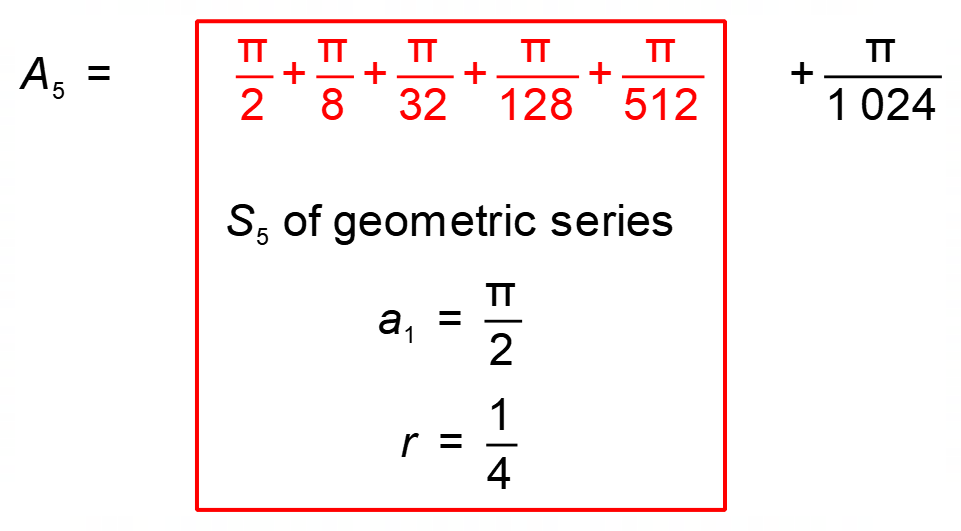 A₅ = π/2 + π/8 + π/32 + π/128 + π/512 + π/1 024
S₅ of geometric series
a₁ = π/2
r = 1/4